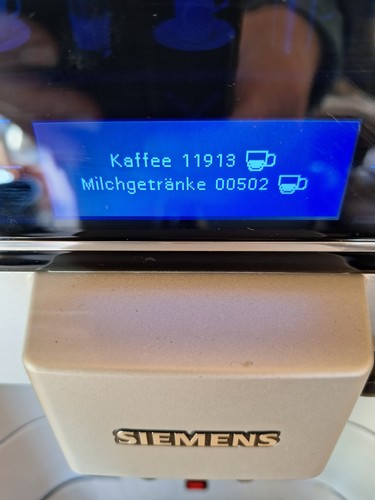 Kaffee 11913
Milchgetränke 00502
SIEMENS